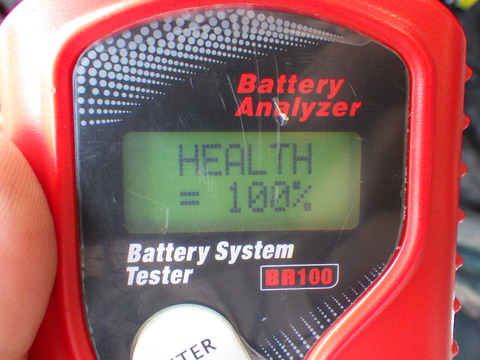 Battery
Analyzer
HEALTH
= 100%
Battery System
Tester
BR100